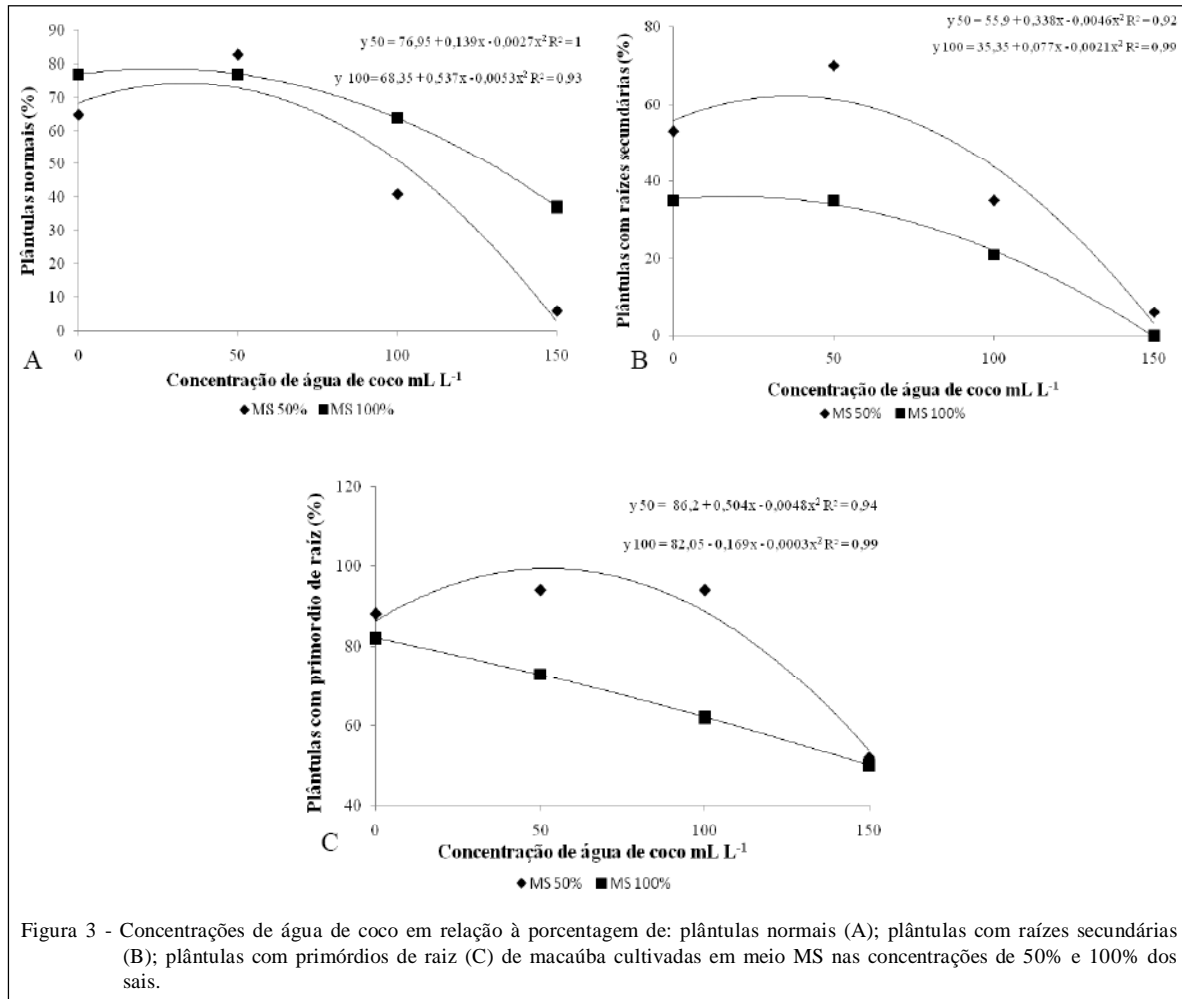 y 50 = 76,95 + 0,139x - 0,0027x² R² = 1
y 100 = 68,35 + 0,537x - 0,0053x² R² = 0,93
Plântulas normais (%)
90
80
70
60
50
40
30
20
10
0
0 50 100 150
A
Concentração de água de coco mL L⁻¹
◆ MS 50% ■ MS 100%
y 50 = 55,9 + 0,338x - 0,0046x² R² = 0,92
y 100 = 35,35 + 0,077x - 0,0021x² R² = 0,99
Plântulas com raízes secundárias (%)
80
60
40
20
0
0 50 100 150
B
Concentração de água de coco mL L⁻¹
◆ MS 50% ■ MS 100%
y 50 = 86,2 + 0,504x - 0,0048x² R² = 0,94
y 100 = 82,05 - 0,169x - 0,0003x² R² = 0,99
Plântulas com primordio de raíz (%)
120
100
80
60
40
0 50 100 150
C
Concentração de água de coco mL L⁻¹
◆ MS 50% ■ MS 100%
Figura 3 - Concentrações de água de coco em relação à porcentagem de: plântulas normais (A); plântulas com raízes secundárias
(B); plântulas com primórdios de raiz (C) de macaúba cultivadas em meio MS nas concentrações de 50% e 100% dos
sais.